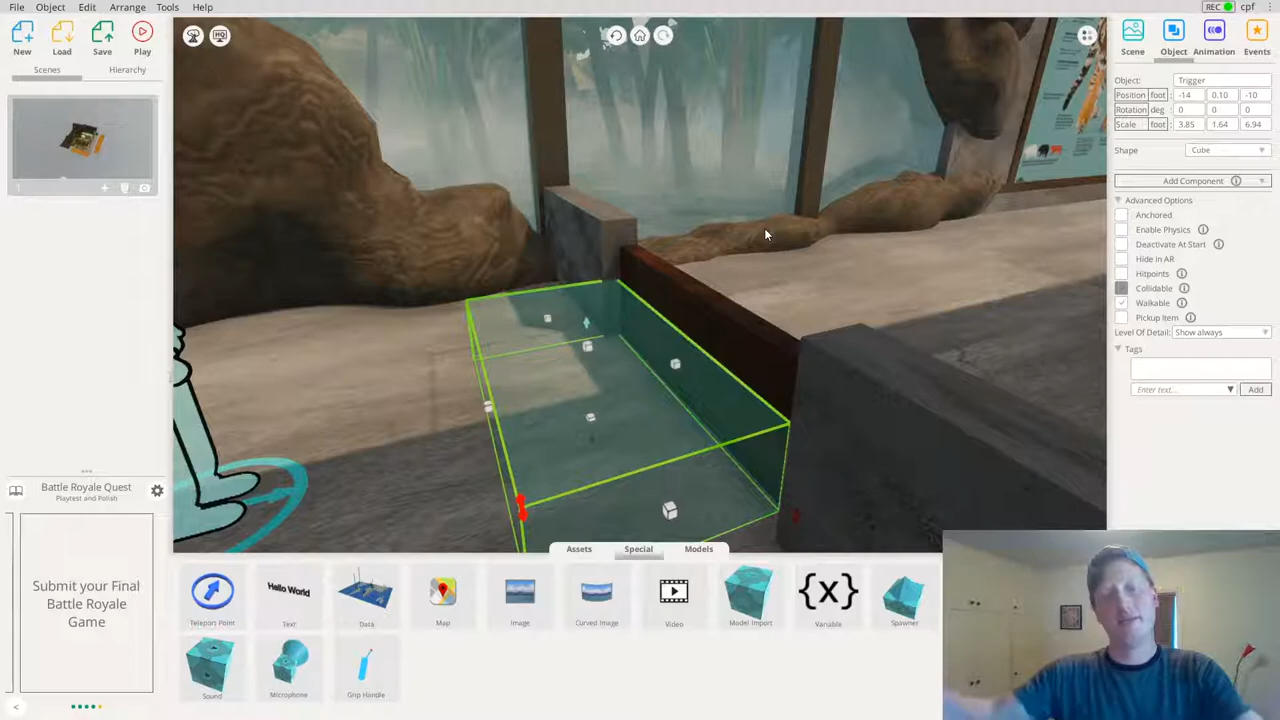 File Object Edit Arrange Tools Help
REC cpf
New Load Save Play
Scenes Hierarchy
1
HQ
Scene Object Animation Events
Object: Trigger
Position foot -14 0.10 -10
Rotation deg 0 0 0
Scale foot 3.85 1.64 6.94
Shape Cube
Add Component
Advanced Options
Anchored
Enable Physics
Deactivate At Start
Hide in AR
Hitpoints
Collidable
Walkable
Pickup Item
Level Of Detail: Show always
Tags
Enter text... Add
Battle Royale Quest
Playtest and Polish
Submit your Final
Battle Royale
Game
<
Assets Special Models
Hello World
{x}
Teleport Point Text Data Map Image Curved Image Video Model Import Variable Spawner
Sound Microphone Grip Handle